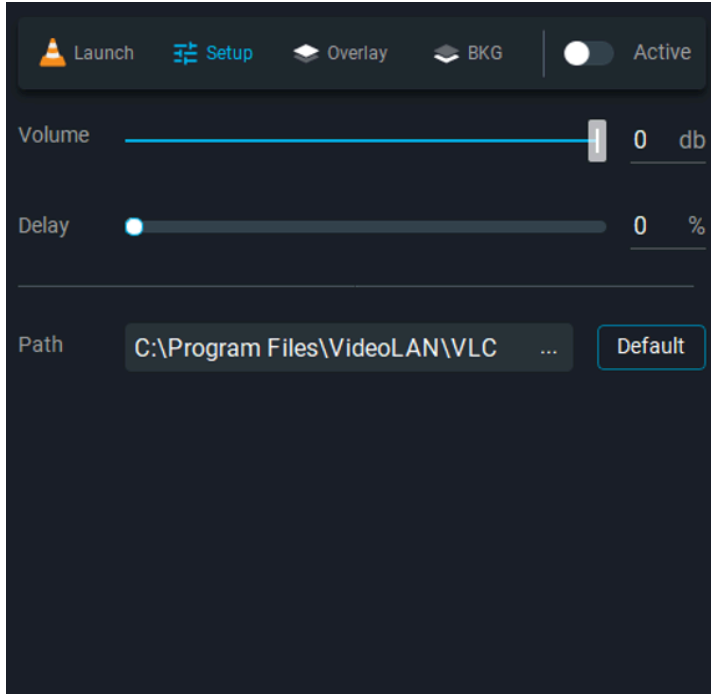 Launch Setup Overlay BKG Active
Volume 0 db
Delay 0 %
Path C:\Program Files\VideoLAN\VLC ... Default